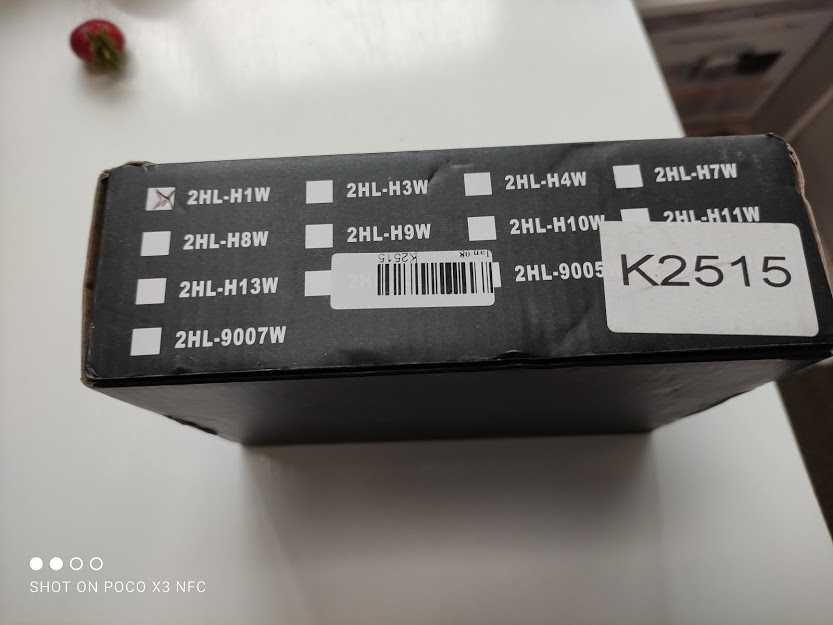 2HL-H1W 2HL-H3W 2HL-H4W 2HL-H7W
2HL-H8W 2HL-H9W 2HL-H10W 2HL-H11W
2HL-H13W 2HL-9005
2HL-9007W
K2515
K2515
SHOT ON POCO X3 NFC